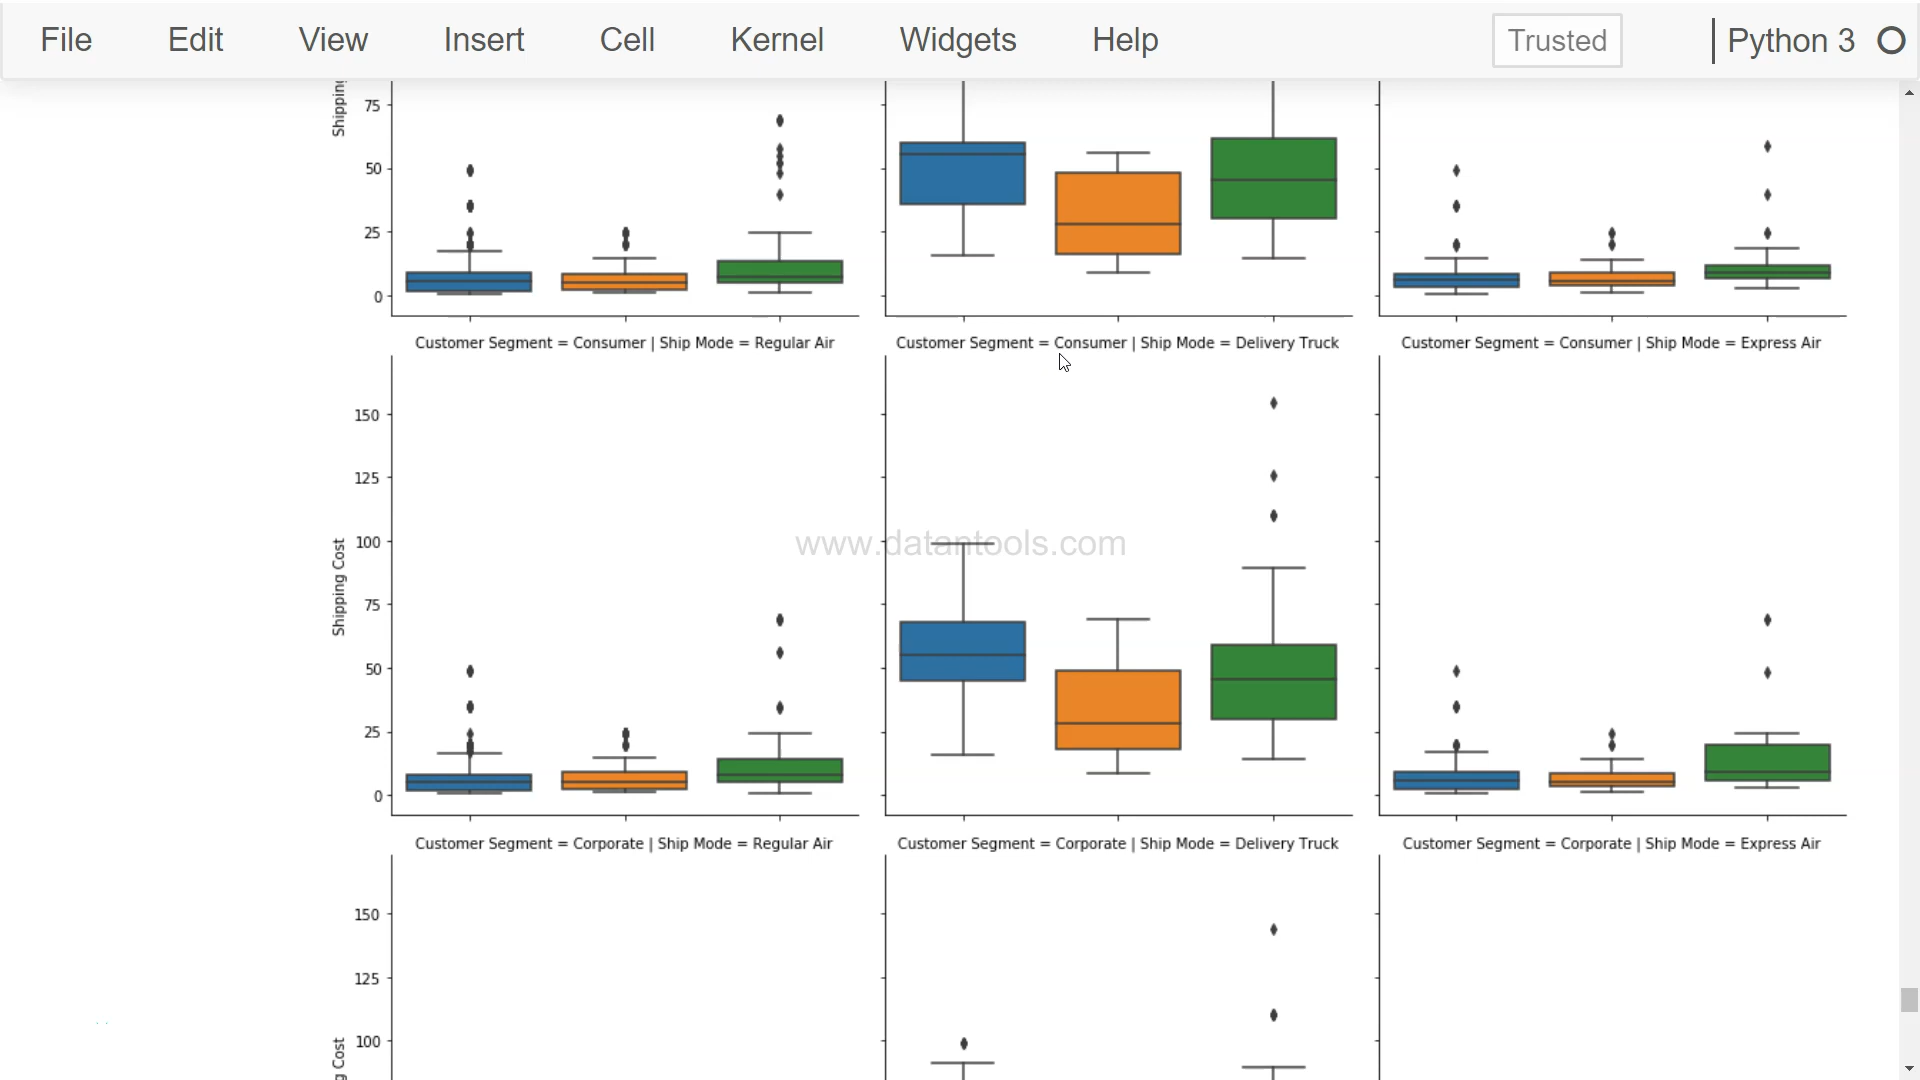 File Edit View Insert Cell Kernel Widgets Help Trusted Python 3
Shipping
75
50
25
0
Customer Segment = Consumer | Ship Mode = Regular Air
Customer Segment = Consumer | Ship Mode = Delivery Truck
Customer Segment = Consumer | Ship Mode = Express Air
150
125
100
75
50
25
0
Shipping Cost
www.datantools.com
Customer Segment = Corporate | Ship Mode = Regular Air
Customer Segment = Corporate | Ship Mode = Delivery Truck
Customer Segment = Corporate | Ship Mode = Express Air
150
125
100
g Cost